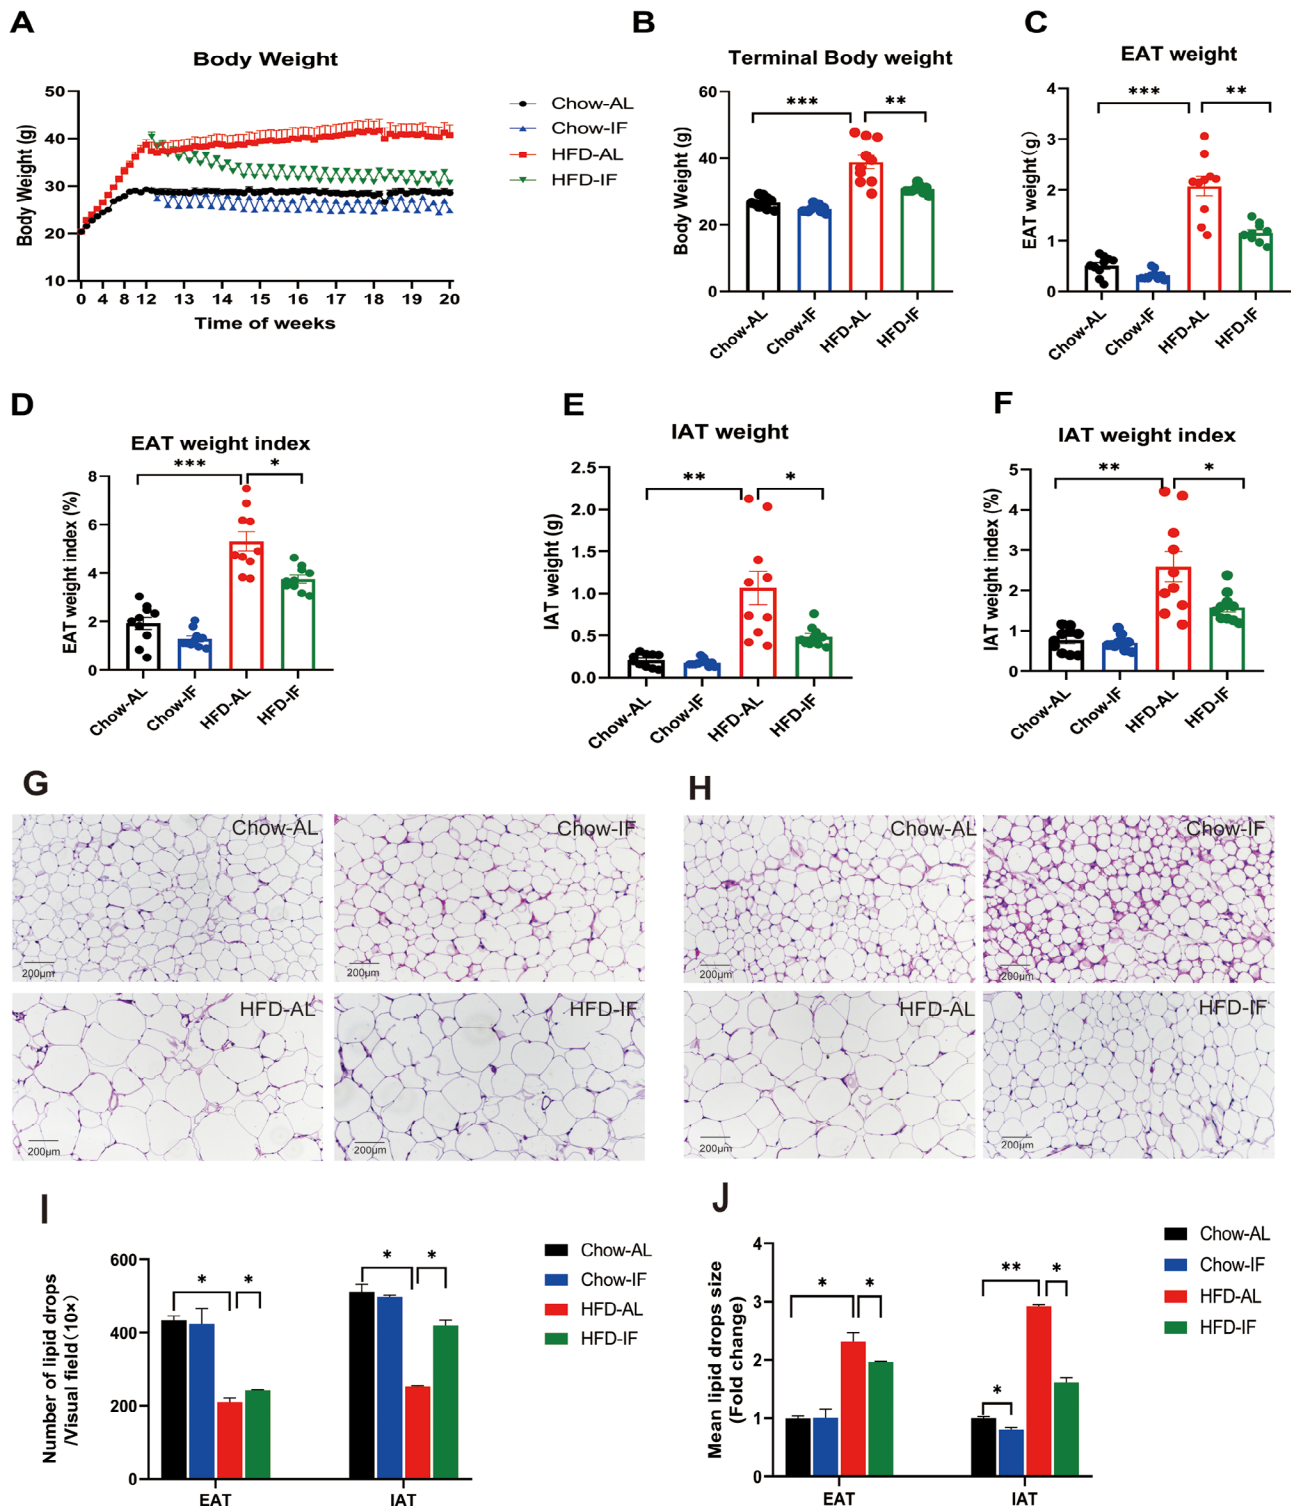 A
Body Weight
Body Weight (g)
50
40
30
20
10
0 4 8 12 13 14 15 16 17 18 19 20
Time of weeks
Chow-AL
Chow-IF
HFD-AL
HFD-IF
B
Terminal Body weight
Body Weight (g)
60
40
20
0
*** **
Chow-AL
Chow-IF
HFD-AL
HFD-IF
C
EAT weight
EAT weight(g)
4
3
2
1
0
*** **
Chow-AL
Chow-IF
HFD-AL
HFD-IF
D
EAT weight index
EAT weight index (%)
8
6
4
2
0
*** *
Chow-AL
Chow-IF
HFD-AL
HFD-IF
E
IAT weight
IAT weight (g)
2.5
2.0
1.5
1.0
0.5
0.0
** *
Chow-AL
Chow-IF
HFD-AL
HFD-IF
F
IAT weight index
IAT weight index (%)
5
4
3
2
1
0
** *
Chow-AL
Chow-IF
HFD-AL
HFD-IF
G
Chow-AL
200μm
Chow-IF
200μm
HFD-AL
200μm
HFD-IF
200μm
H
Chow-AL
200μm
Chow-IF
200μm
HFD-AL
200μm
HFD-IF
200μm
I
Number of lipid drops
/Visual field(10×)
600
400
200
0
* * * *
EAT IAT
Chow-AL
Chow-IF
HFD-AL
HFD-IF
J
Mean lipid drops size
(Fold change)
4
3
2
1
0
* * * ** *
EAT IAT
Chow-AL
Chow-IF
HFD-AL
HFD-IF